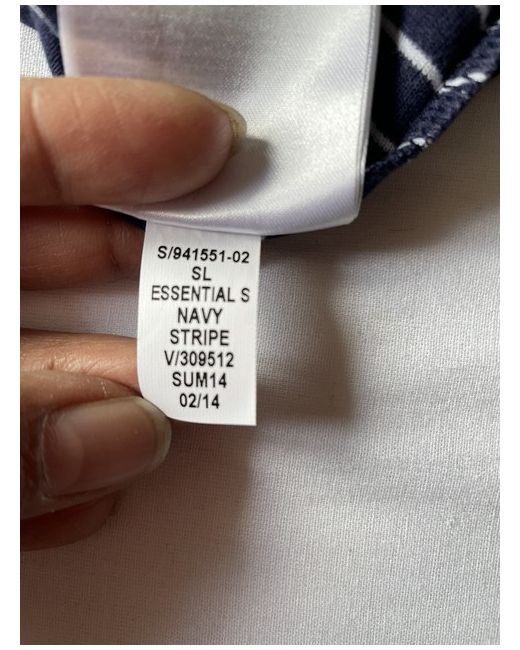 S/941551-02
SL
ESSENTIAL S
NAVY
STRIPE
V/309512
SUM14
02/14